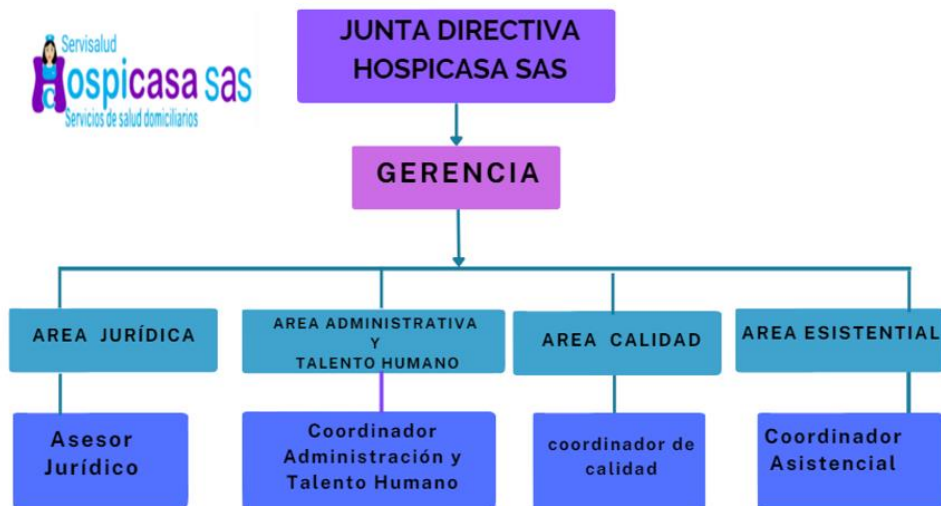 Servisalud
Hospicasa sas
Servicios de salud domiciliarios
JUNTA DIRECTIVA
HOSPICASA SAS
GERENCIA
AREA JURÍDICA
AREA ADMINISTRATIVA
Y
TALENTO HUMANO
AREA CALIDAD
AREA ESISTENTIAL
Asesor
Jurídico
Coordinador
Administración y
Talento Humano
coordinador de
calidad
Coordinador
Asistencial